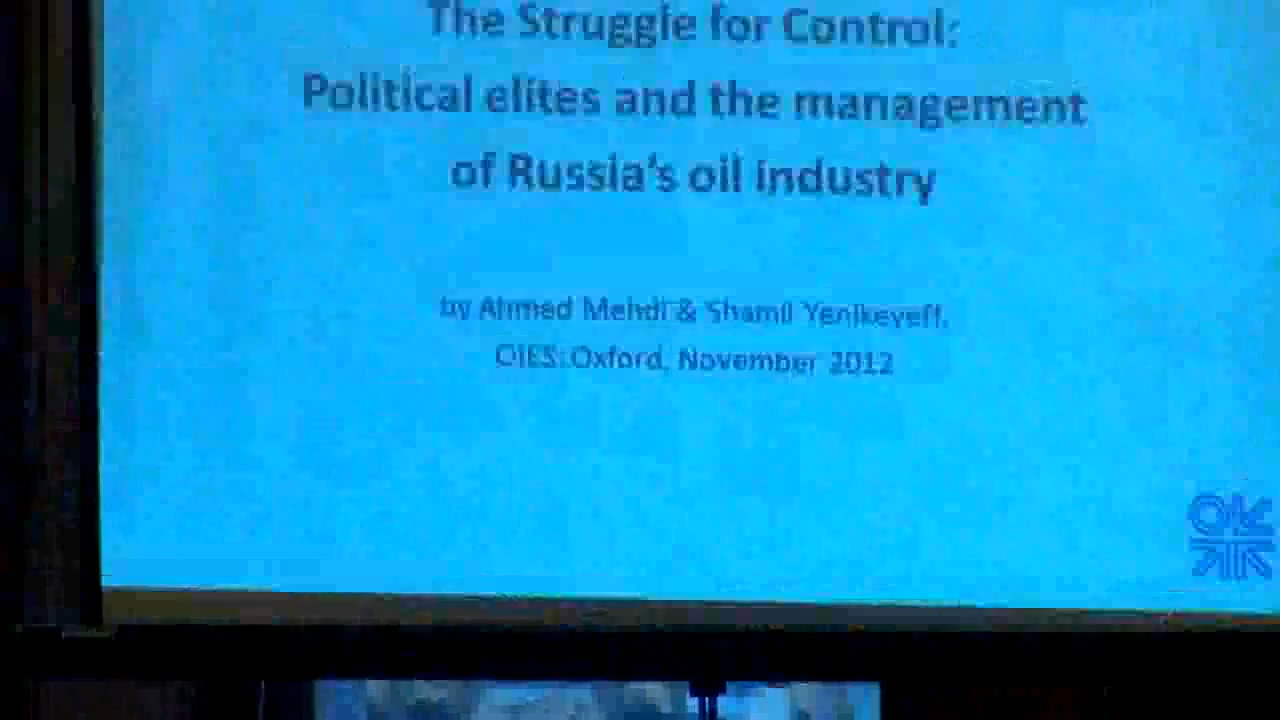 The Struggle for Control:
Political elites and the management
of Russia's oil industry
by Ahmed Mehdi & Shamil Yenikeyeff.
OIES:Oxford, November 2012